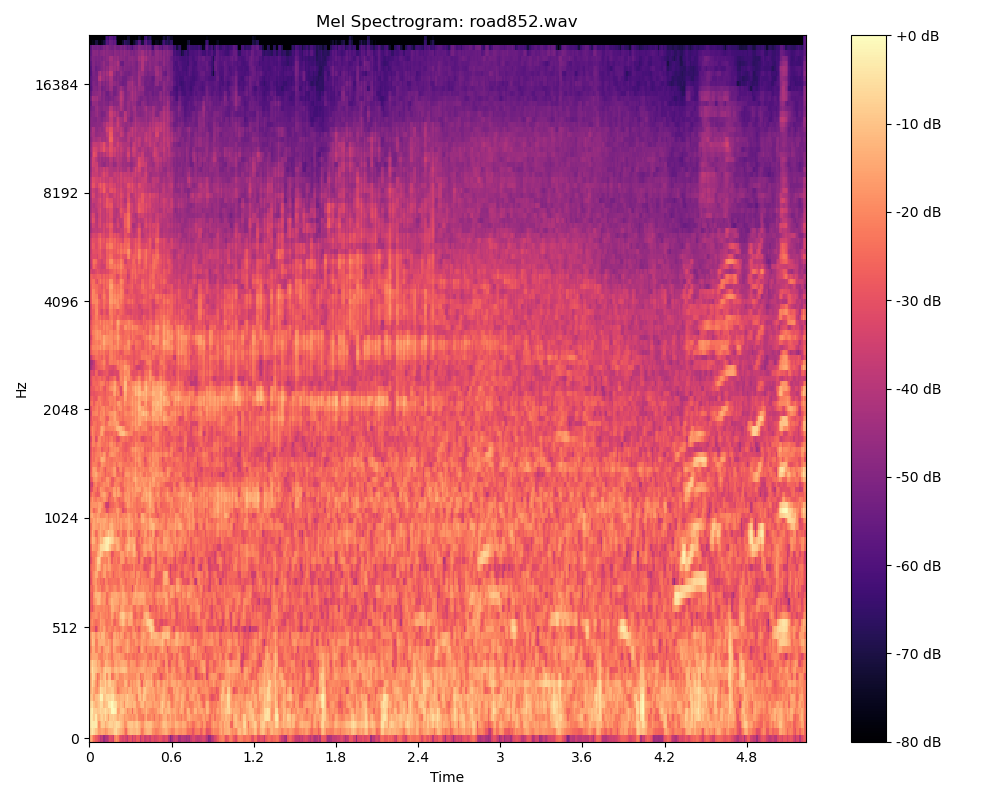 Mel Spectrogram: road852.wav
16384
8192
4096
2048
1024
512
0
Hz
0 0.6 1.2 1.8 2.4 3 3.6 4.2 4.8
Time
+0 dB
-10 dB
-20 dB
-30 dB
-40 dB
-50 dB
-60 dB
-70 dB
-80 dB